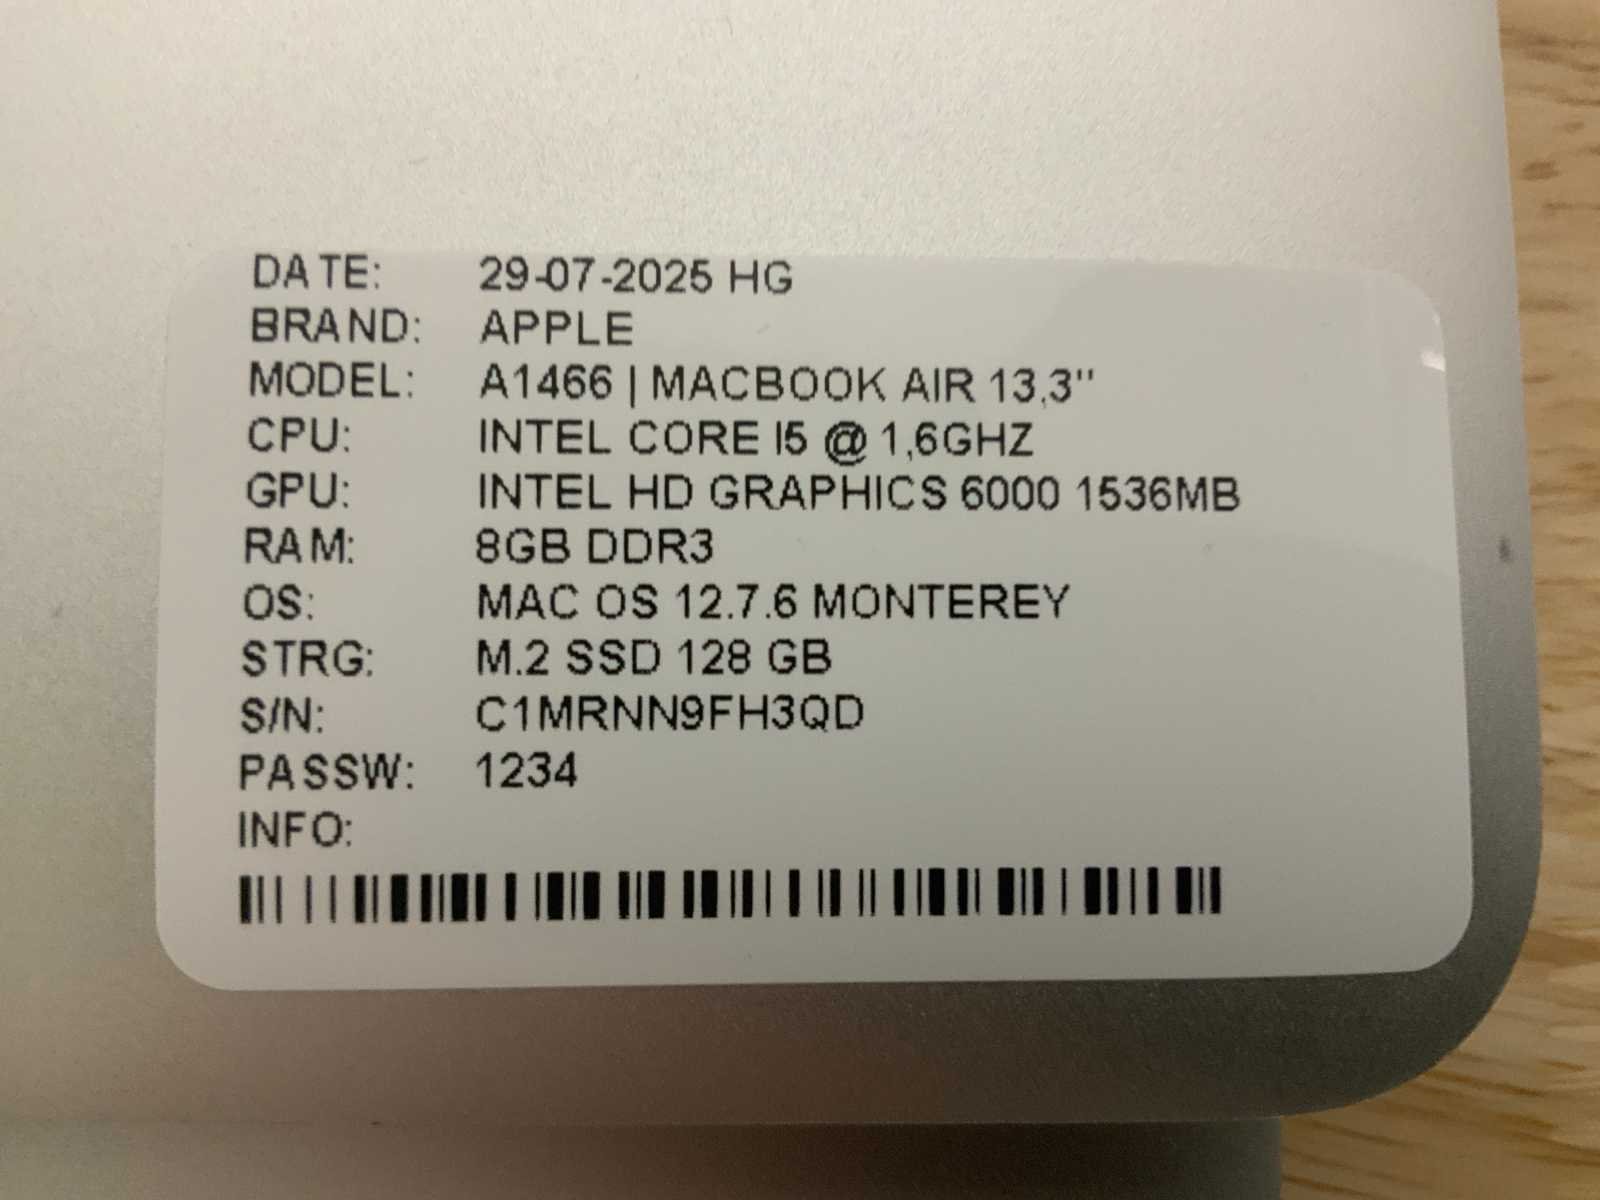 DATE: 29-07-2025 HG
BRAND: APPLE
MODEL: A1466 | MACBOOK AIR 13,3"
CPU: INTEL CORE I5 @ 1,6GHZ
GPU: INTEL HD GRAPHICS 6000 1536MB
RAM: 8GB DDR3
OS: MAC OS 12.7.6 MONTEREY
STRG: M.2 SSD 128 GB
S/N: C1MRNN9FH3QD
PASSW: 1234
INFO: